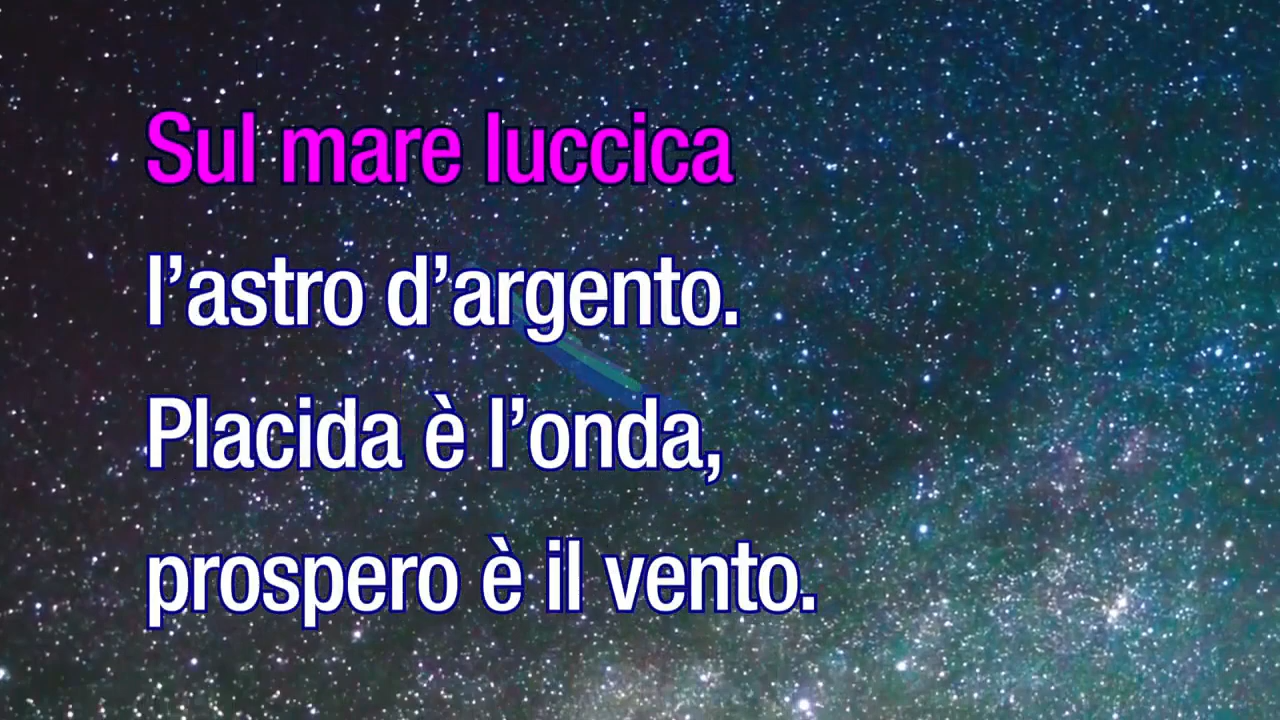 Sul mare luccica
l’astro d’argento.
Placida è l’onda,
prospero è il vento.